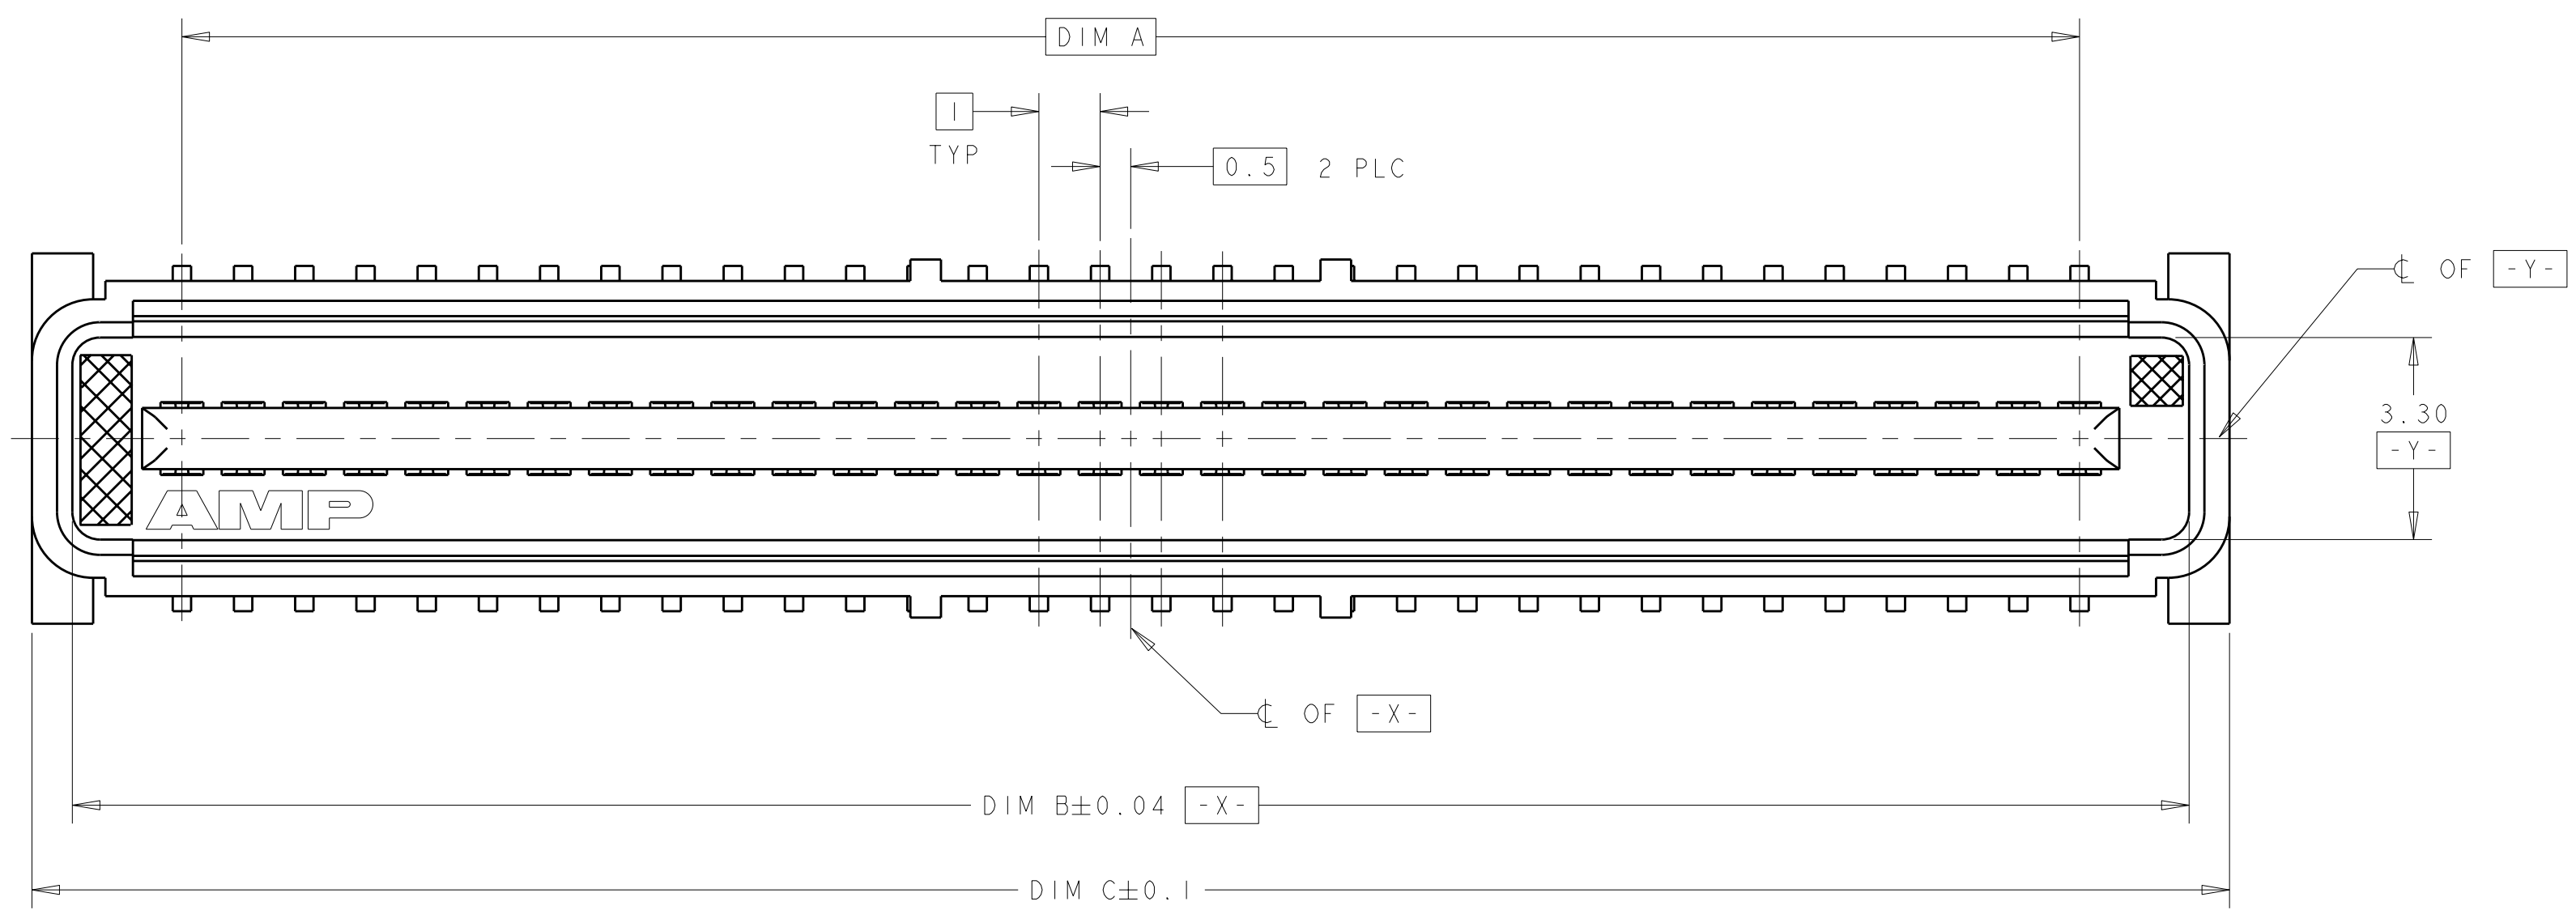 DIM A
1
TYP
0.5 2 PLC
℄ OF -Y-
3.30
-Y-
AMP
℄ OF -X-
DIM B±0.04 -X-
DIM C±0.1